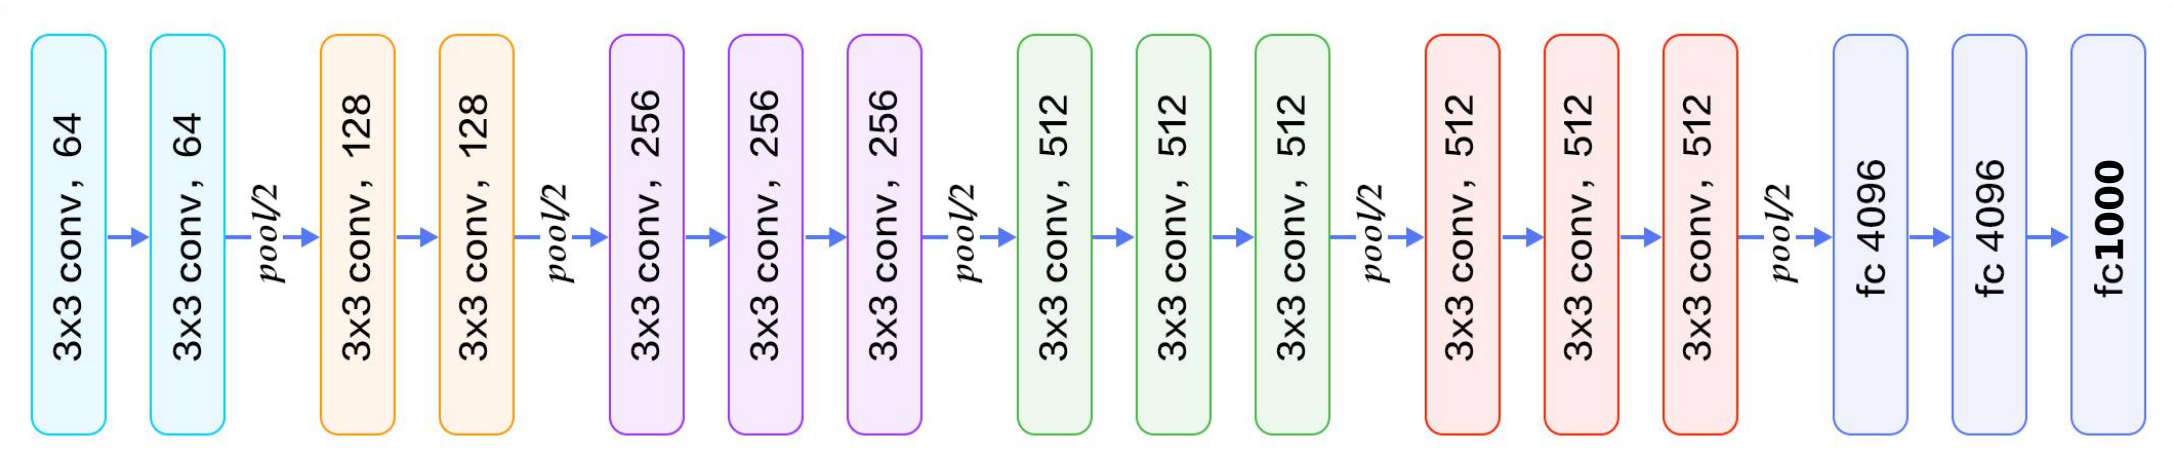 3x3 conv, 64
3x3 conv, 64
pool/2
3x3 conv, 128
3x3 conv, 128
pool/2
3x3 conv, 256
3x3 conv, 256
3x3 conv, 256
pool/2
3x3 conv, 512
3x3 conv, 512
3x3 conv, 512
pool/2
3x3 conv, 512
3x3 conv, 512
3x3 conv, 512
pool/2
fc 4096
fc 4096
fc1000